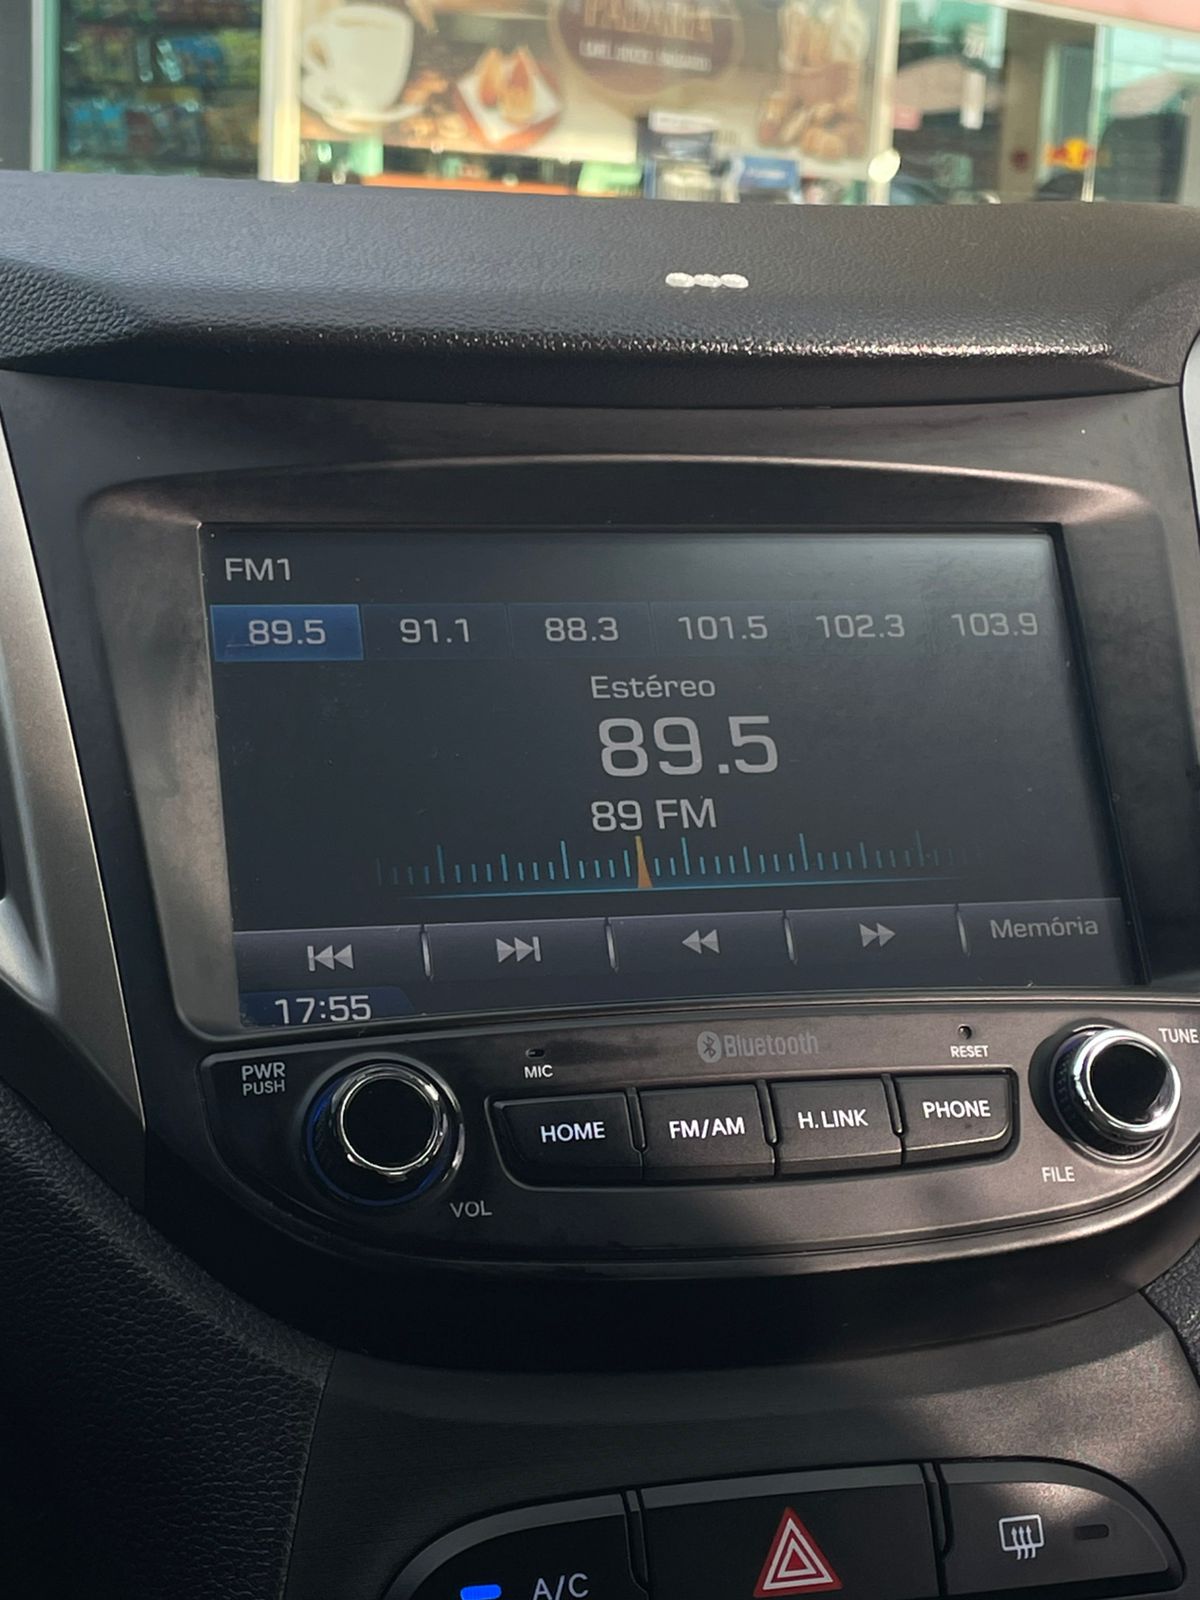 PADARIA
FM1
89.5 91.1 88.3 101.5 102.3 103.9
Estéreo
89.5
89 FM
Memória
17:55
Bluetooth
PWR
PUSH
MIC
RESET
TUNE
HOME FM/AM H.LINK PHONE
VOL
FILE
A/C